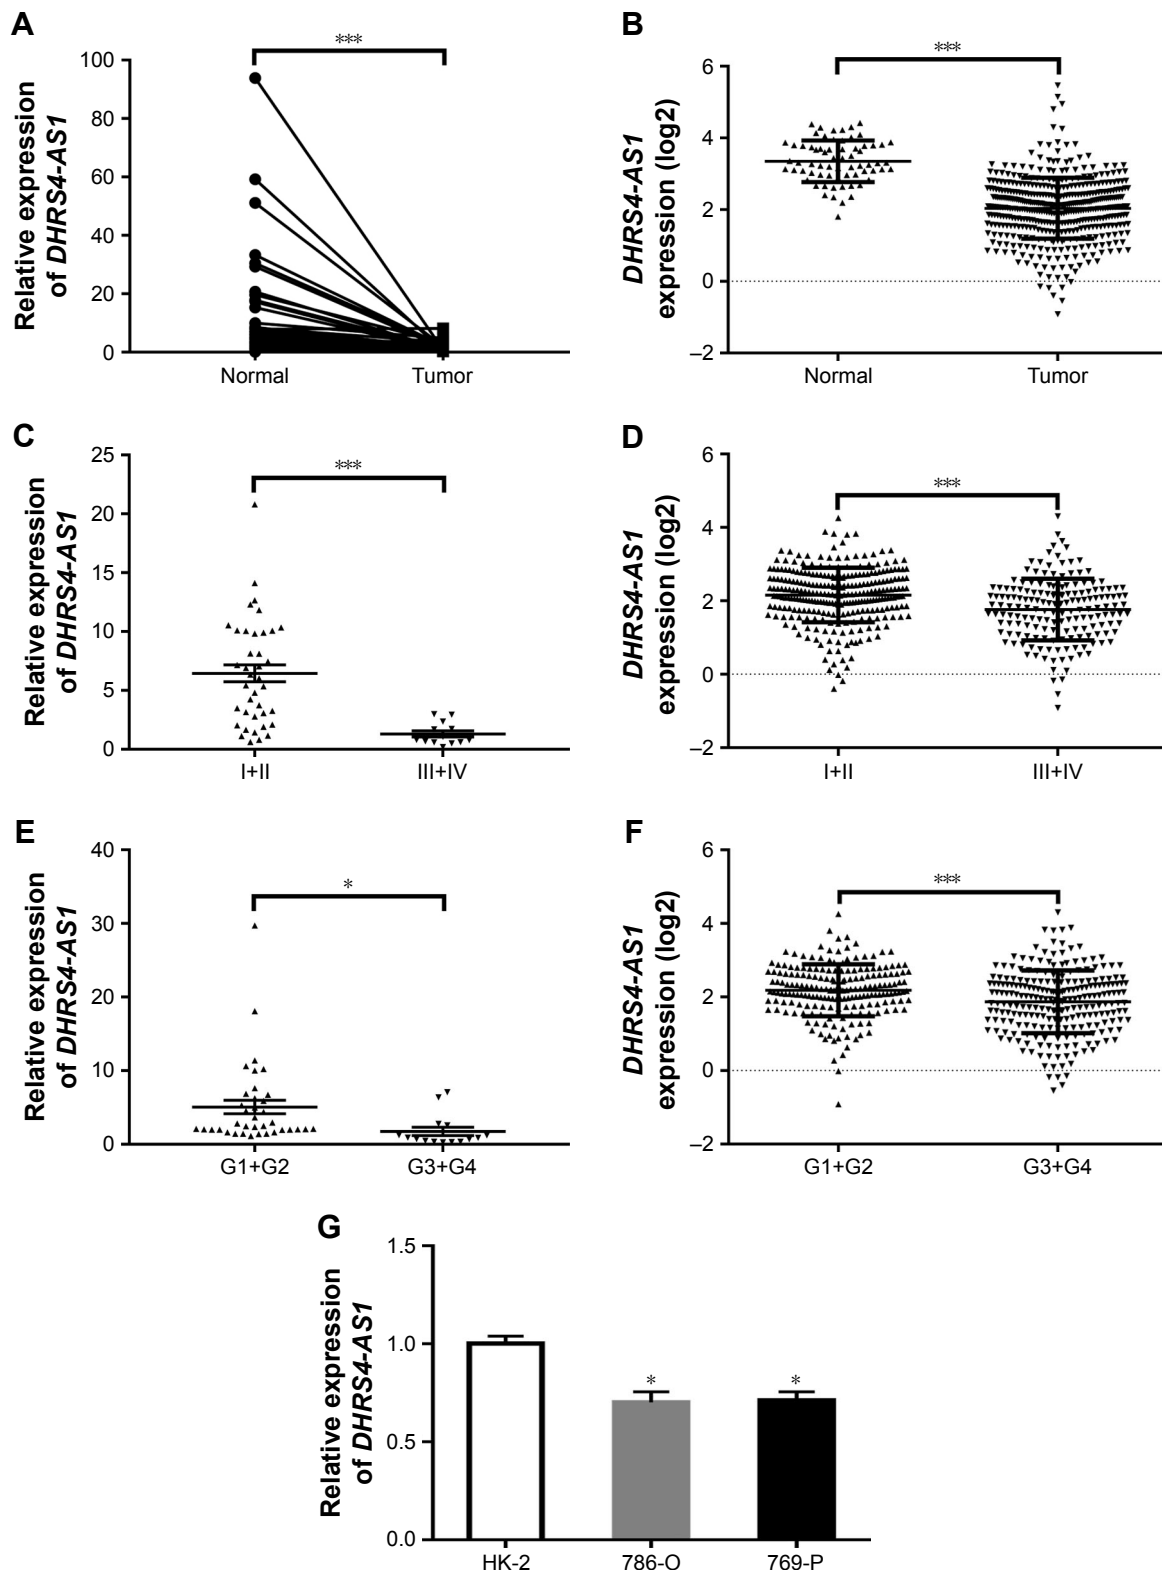 A
Relative expression
of DHRS4-AS1
100
80
60
40
20
0
***
Normal
Tumor
B
DHRS4-AS1
expression (log2)
6
4
2
0
–2
***
Normal
Tumor
C
Relative expression
of DHRS4-AS1
25
20
15
10
5
0
***
I+II
III+IV
D
DHRS4-AS1
expression (log2)
6
4
2
0
–2
***
I+II
III+IV
E
Relative expression
of DHRS4-AS1
40
30
20
10
0
*
G1+G2
G3+G4
F
DHRS4-AS1
expression (log2)
6
4
2
0
–2
***
G1+G2
G3+G4
G
Relative expression
of DHRS4-AS1
1.5
1.0
0.5
0.0
*
*
HK-2
786-O
769-P